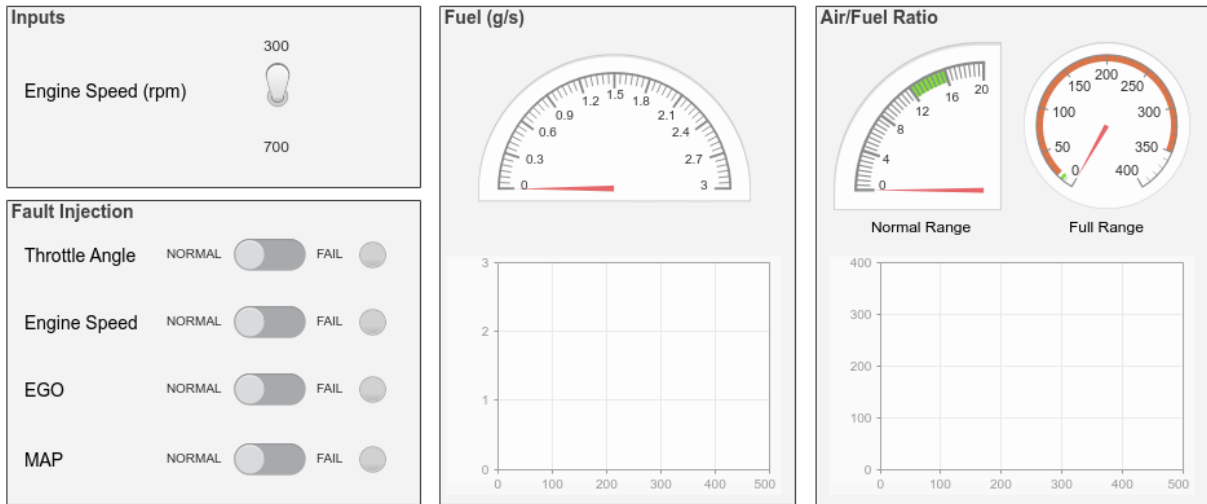 Inputs
300
Engine Speed (rpm)
700
Fault Injection
Throttle Angle NORMAL FAIL
Engine Speed NORMAL FAIL
EGO NORMAL FAIL
MAP NORMAL FAIL
Fuel (g/s)
0 0.3 0.6 0.9 1.2 1.5 1.8 2.1 2.4 2.7 3
3
2
1
0
0 100 200 300 400 500
Air/Fuel Ratio
0 4 8 12 16 20
Normal Range
0 50 100 150 200 250 300 350 400
Full Range
400
300
200
100
0
0 100 200 300 400 500